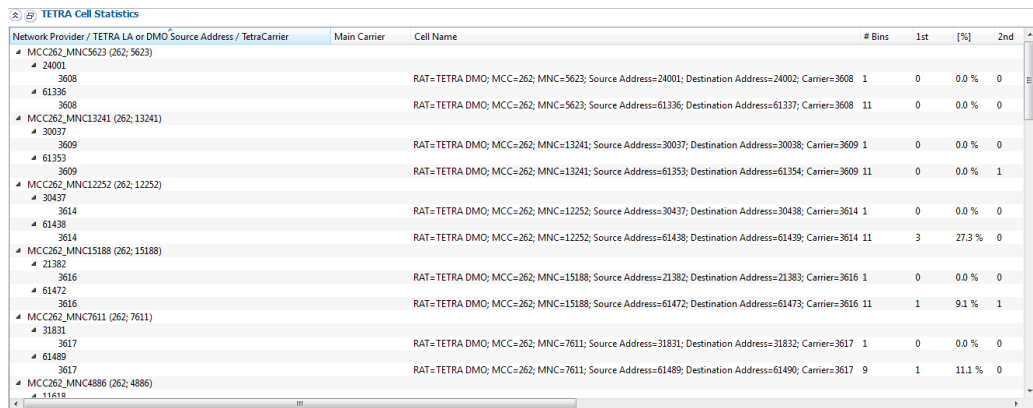 TETRA Cell Statistics
Network Provider / TETRA LA or DMO Source Address / TetraCarrier Main Carrier Cell Name # Bins 1st [%] 2nd
MCC262_MNC5623 (262; 5623)
24001
3608 RAT=TETRA DMO; MCC=262; MNC=5623; Source Address=24001; Destination Address=24002; Carrier=3608 1 0 0.0 % 0
61336
3608 RAT=TETRA DMO; MCC=262; MNC=5623; Source Address=61336; Destination Address=61337; Carrier=3608 11 0 0.0 % 0
MCC262_MNC13241 (262; 13241)
30037
3609 RAT=TETRA DMO; MCC=262; MNC=13241; Source Address=30037; Destination Address=30038; Carrier=3609 1 0 0.0 % 0
61353
3609 RAT=TETRA DMO; MCC=262; MNC=13241; Source Address=61353; Destination Address=61354; Carrier=3609 11 0 0.0 % 1
MCC262_MNC12252 (262; 12252)
30437
3614 RAT=TETRA DMO; MCC=262; MNC=12252; Source Address=30437; Destination Address=30438; Carrier=3614 1 0 0.0 % 0
61438
3614 RAT=TETRA DMO; MCC=262; MNC=12252; Source Address=61438; Destination Address=61439; Carrier=3614 11 3 27.3 % 0
MCC262_MNC15188 (262; 15188)
21382
3616 RAT=TETRA DMO; MCC=262; MNC=15188; Source Address=21382; Destination Address=21383; Carrier=3616 1 0 0.0 % 0
61472
3616 RAT=TETRA DMO; MCC=262; MNC=15188; Source Address=61472; Destination Address=61473; Carrier=3616 11 1 9.1 % 1
MCC262_MNC7611 (262; 7611)
31831
3617 RAT=TETRA DMO; MCC=262; MNC=7611; Source Address=31831; Destination Address=31832; Carrier=3617 1 0 0.0 % 0
61489
3617 RAT=TETRA DMO; MCC=262; MNC=7611; Source Address=61489; Destination Address=61490; Carrier=3617 9 1 11.1 % 0
MCC262_MNC4886 (262; 4886)
11618